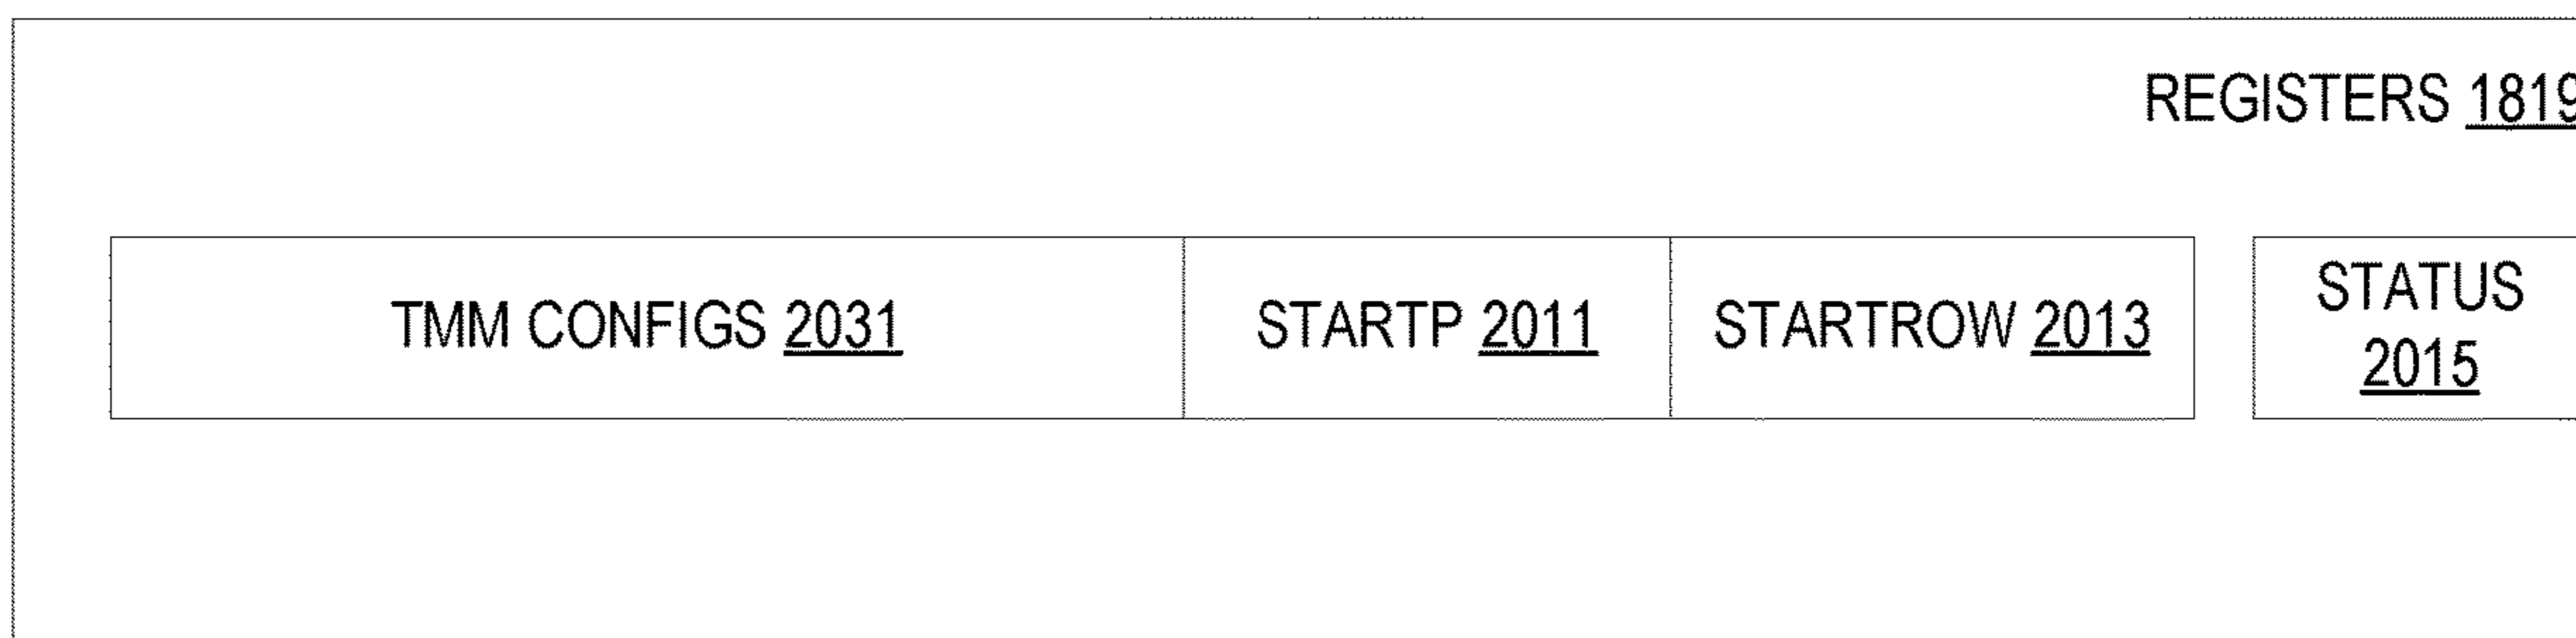 REGISTERS 1819
TMM CONFIGS 2031
STARTP 2011
STARTROW 2013
STATUS
2015